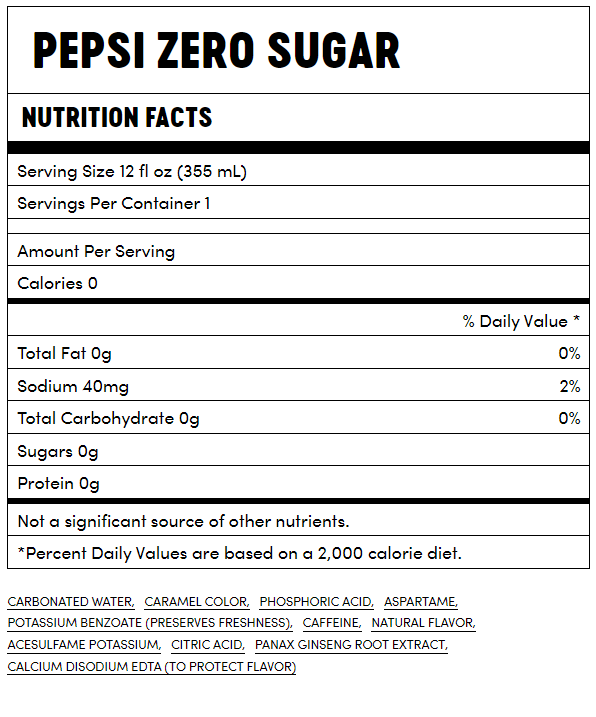 PEPSI ZERO SUGAR
NUTRITION FACTS
Serving Size 12 fl oz (355 mL)
Servings Per Container 1
Amount Per Serving
Calories 0
% Daily Value *
Total Fat 0g 0%
Sodium 40mg 2%
Total Carbohydrate 0g 0%
Sugars 0g
Protein 0g
Not a significant source of other nutrients.
*Percent Daily Values are based on a 2,000 calorie diet.
CARBONATED WATER, CARAMEL COLOR, PHOSPHORIC ACID, ASPARTAME,
POTASSIUM BENZOATE (PRESERVES FRESHNESS), CAFFEINE, NATURAL FLAVOR,
ACESULFAME POTASSIUM, CITRIC ACID, PANAX GINSENG ROOT EXTRACT,
CALCIUM DISODIUM EDTA (TO PROTECT FLAVOR)